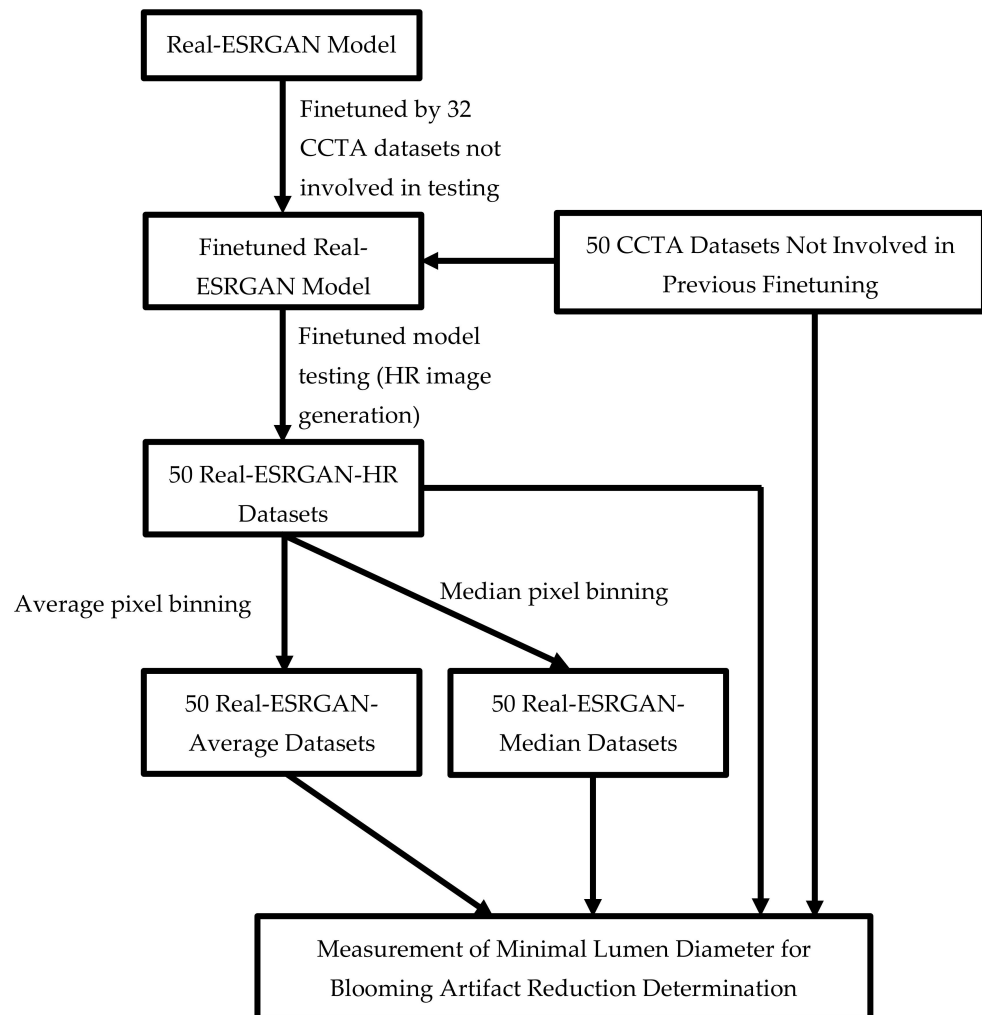 Real-ESRGAN Model
Finetuned by 32
CCTA datasets not
involved in testing
Finetuned Real-
ESRGAN Model
50 CCTA Datasets Not Involved in
Previous Finetuning
Finetuned model
testing (HR image
generation)
50 Real-ESRGAN-HR
Datasets
Average pixel binning
Median pixel binning
50 Real-ESRGAN-
Average Datasets
50 Real-ESRGAN-
Median Datasets
Measurement of Minimal Lumen Diameter for
Blooming Artifact Reduction Determination